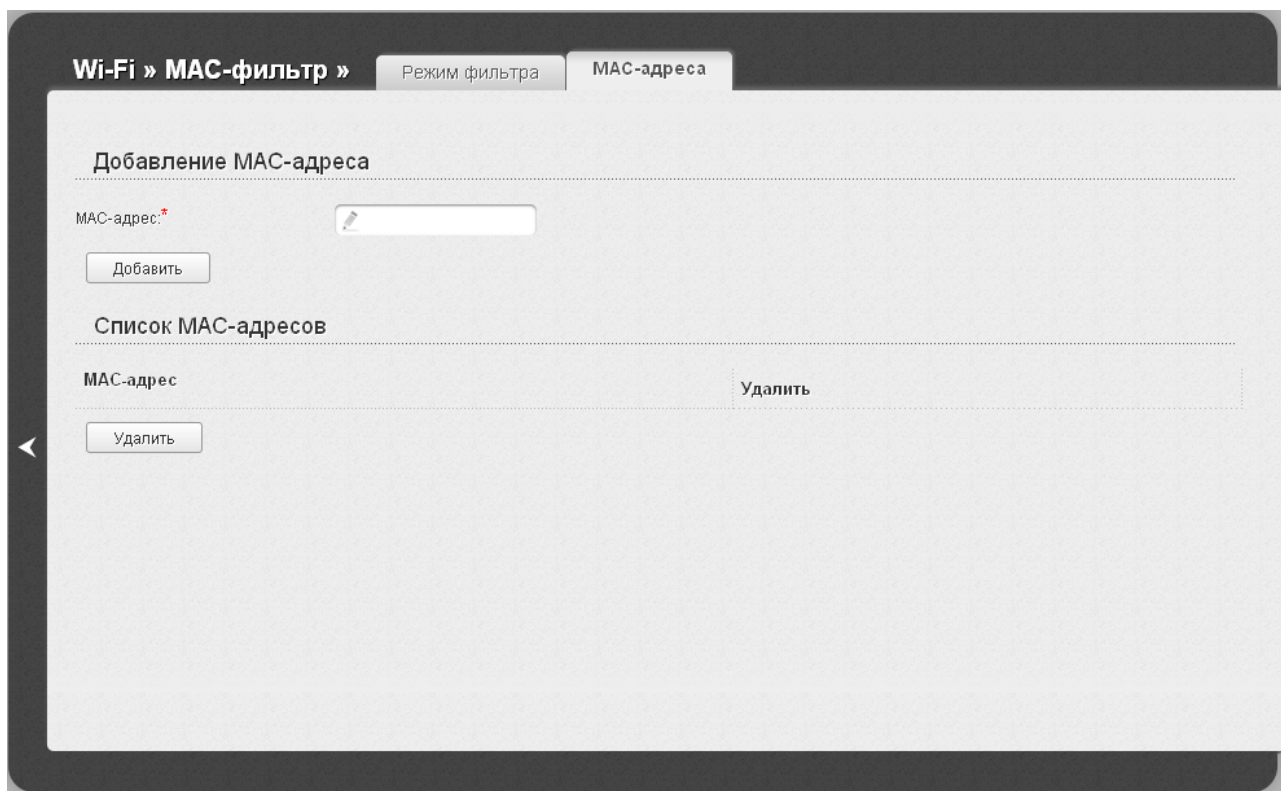 Wi-Fi » MAC-фильтр » Режим фильтра MAC-адреса
Добавление MAC-адреса
MAC-адрес:*
Добавить
Список MAC-адресов
MAC-адрес Удалить
Удалить